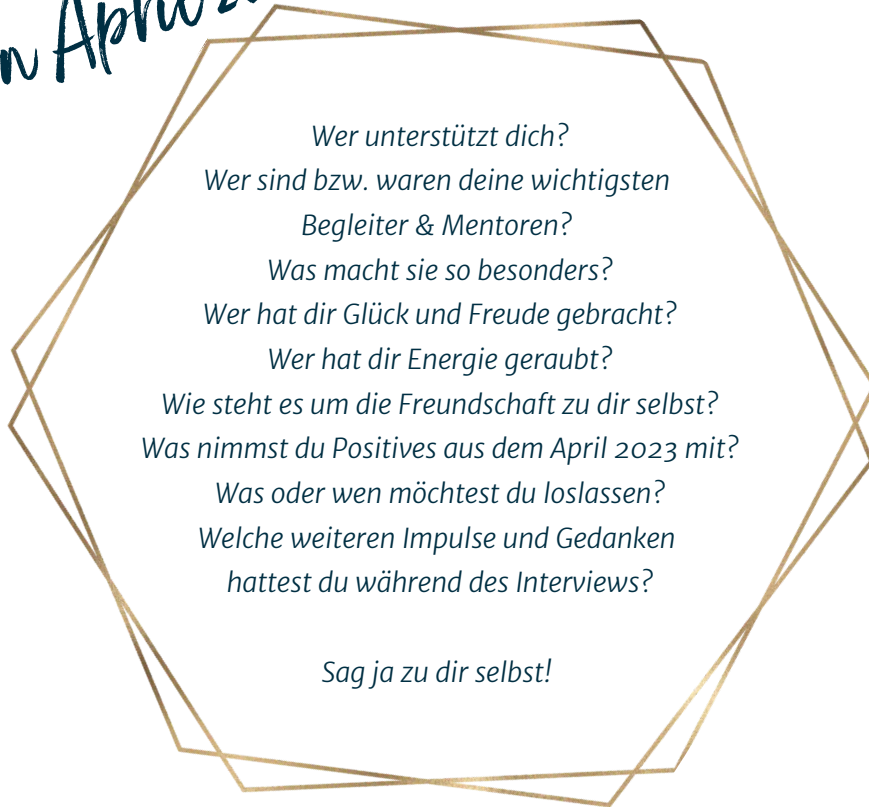 n April
Wer unterstützt dich?
Wer sind bzw. waren deine wichtigsten
Begleiter & Mentoren?
Was macht sie so besonders?
Wer hat dir Glück und Freude gebracht?
Wer hat dir Energie geraubt?
Wie steht es um die Freundschaft zu dir selbst?
Was nimmst du Positives aus dem April 2023 mit?
Was oder wen möchtest du loslassen?
Welche weiteren Impulse und Gedanken
hattest du während des Interviews?
Sag ja zu dir selbst!